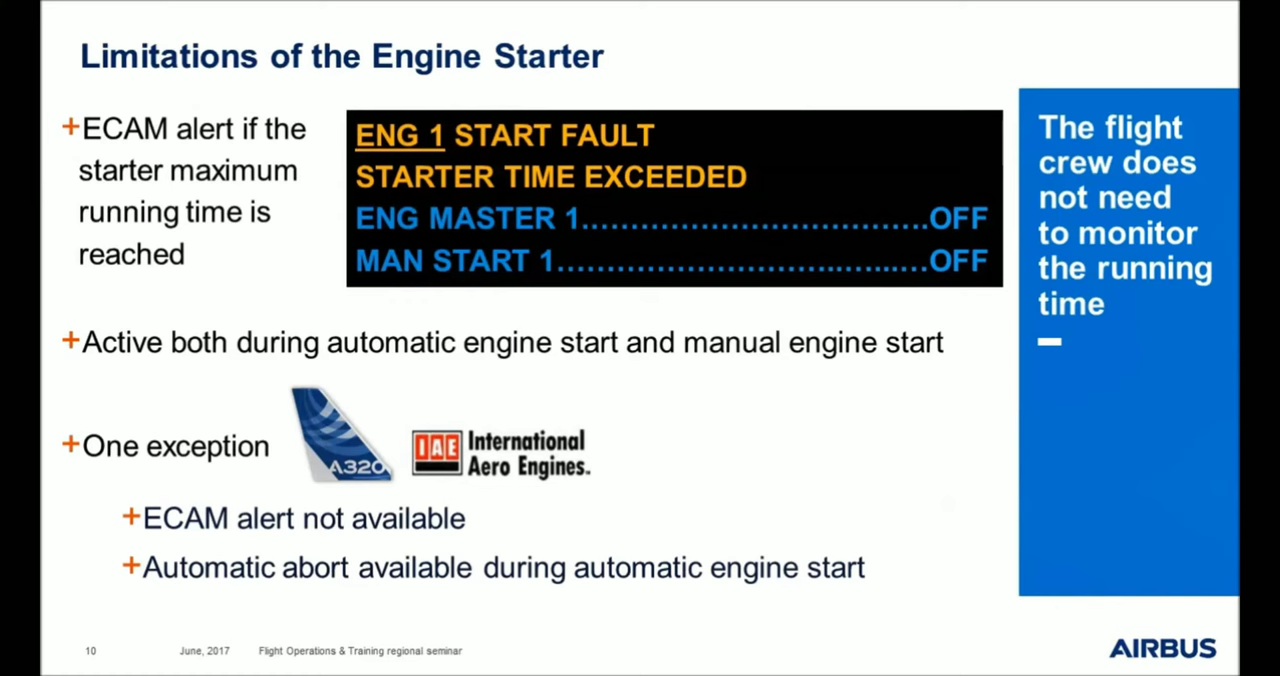 Limitations of the Engine Starter
+ECAM alert if the
starter maximum
running time is
reached
ENG 1 START FAULT
STARTER TIME EXCEEDED
ENG MASTER 1....................................OFF
MAN START 1.......................................OFF
The flight
crew does
not need
to monitor
the running
time
+Active both during automatic engine start and manual engine start
+One exception
A320
IAE International
Aero Engines.
+ECAM alert not available
+Automatic abort available during automatic engine start
10 June, 2017 Flight Operations & Training regional seminar
AIRBUS